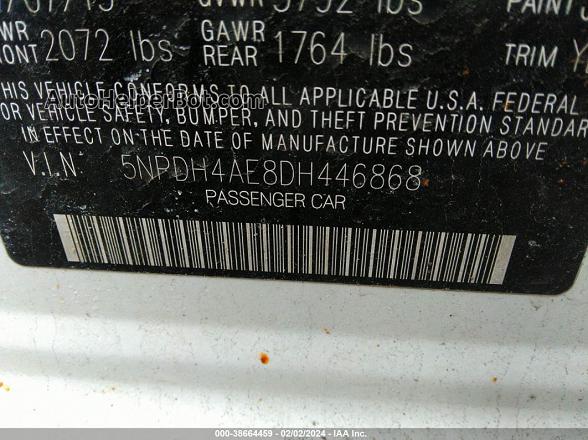 GVWR 3792 lbs PAINT
GAWR 2072 lbs GAWR 1764 lbs TRIM
FRONT REAR
THIS VEHICLE CONFORMS TO ALL APPLICABLE U.S.A. FEDERAL
OR VEHICLE SAFETY, BUMPER, AND THEFT PREVENTION STANDAR
IN EFFECT ON THE DATE OF MANUFACTURE SHOWN ABOVE
V.I.N. 5NPDH4AE8DH446868
PASSENGER CAR
AutoHelperBot.com
000-38664459 - 02/02/2024 - IAA Inc.